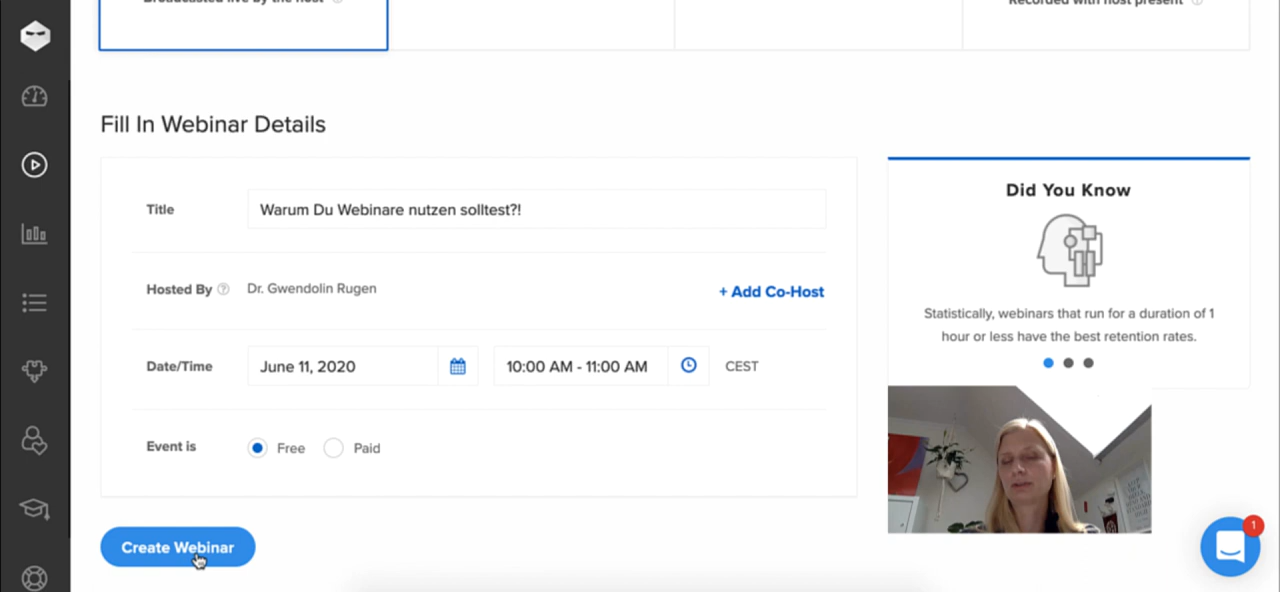 Broadcasted live by the host
Recorded with host present
Fill In Webinar Details
Title
Warum Du Webinare nutzen solltest?!
Hosted By
Dr. Gwendolin Rugen
+ Add Co-Host
Date/Time
June 11, 2020
10:00 AM - 11:00 AM
CEST
Event is
Free
Paid
Create Webinar
Did You Know
Statistically, webinars that run for a duration of 1
hour or less have the best retention rates.
1